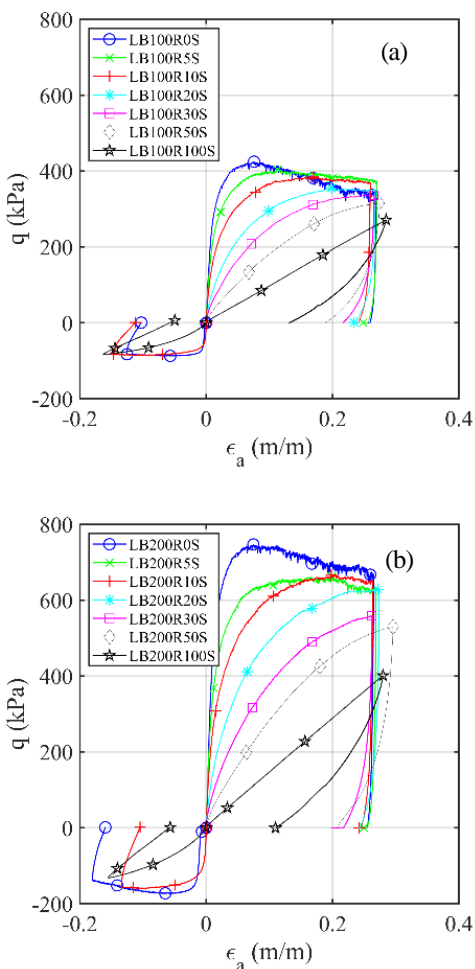 800
600
400
200
0
-200
q (kPa)
LB100R0S
LB100R5S
LB100R10S
LB100R20S
LB100R30S
LB100R50S
LB100R100S
(a)
-0.2
0
0.2
0.4
ϵa (m/m)
800
600
400
200
0
-200
q (kPa)
LB200R0S
LB200R5S
LB200R10S
LB200R20S
LB200R30S
LB200R50S
LB200R100S
(b)
-0.2
0
0.2
0.4
ϵa (m/m)